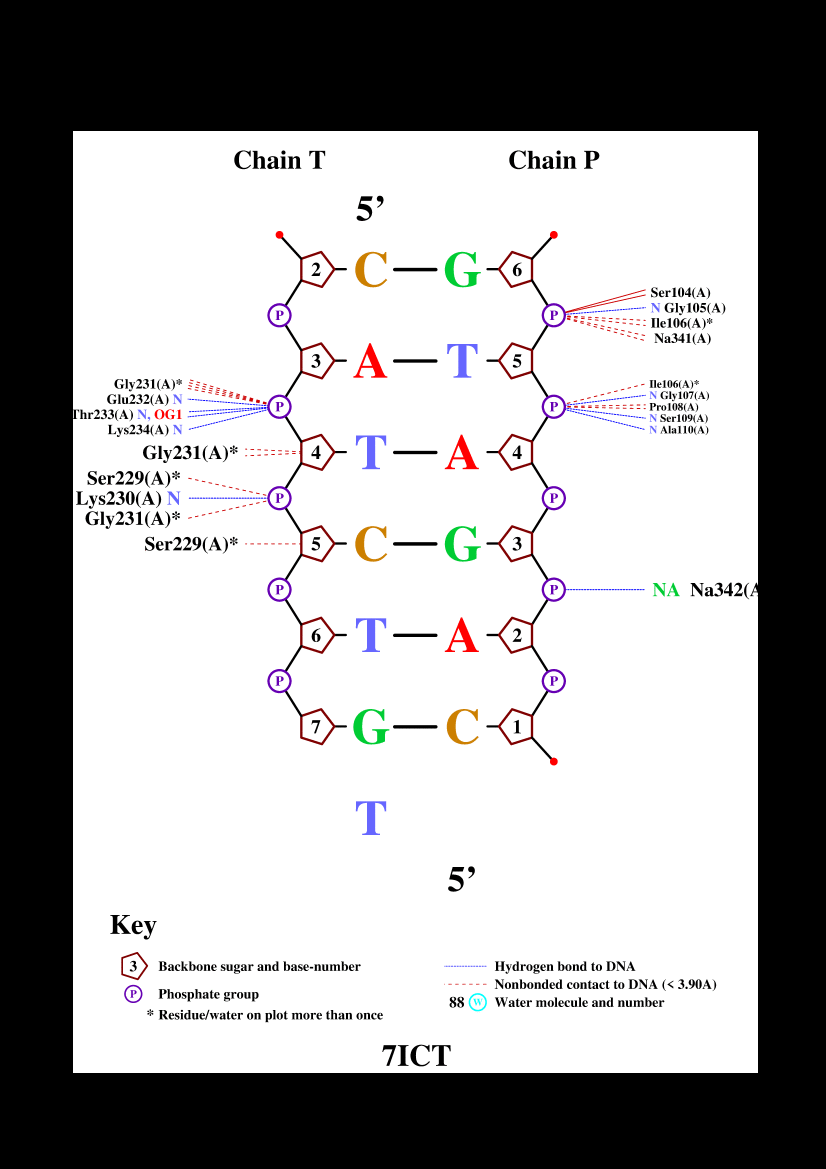 Chain T Chain P
5’
2 C G 6
Ser104(A)
P P N Gly105(A)
Ile106(A)*
Na341(A)
3 A T 5
Gly231(A)* Ile106(A)*
Glu232(A) N N Gly107(A)
P P Pro108(A)
Thr233(A) N, OG1 N Ser109(A)
Lys234(A) N N Ala110(A)
Gly231(A)* 4 T A 4
Ser229(A)*
Lys230(A) N P P
Gly231(A)*
Ser229(A)* 5 C G 3
P P NA Na342(A
6 T A 2
P P
7 G C 1
T
5’
Key
3 Backbone sugar and base-number Hydrogen bond to DNA
Nonbonded contact to DNA (< 3.90A)
P Phosphate group 88 W Water molecule and number
* Residue/water on plot more than once
7ICT